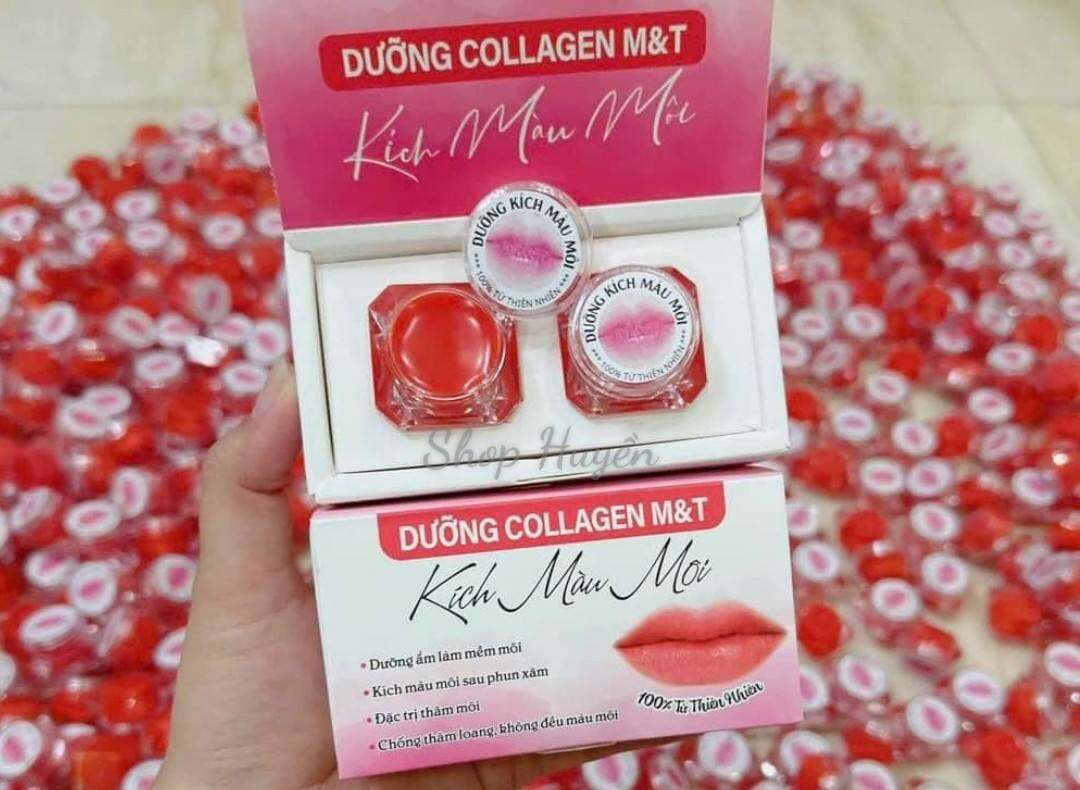 DƯỠNG COLLAGEN M&T
Kích Màu Môi
DƯỠNG KÍCH MÀU MÔI
*** 100% TỪ THIÊN NHIÊN ***
DƯỠNG KÍCH MÀU MÔI
*** 100% TỪ THIÊN NHIÊN ***
Shop Huyền
DƯỠNG COLLAGEN M&T
Kích Màu Môi
• Dưỡng ẩm làm mềm môi
• Kích màu môi sau phun xăm
• Đặc trị thâm môi
• Chống thâm loang, không đều màu môi
100% Từ Thiên Nhiên